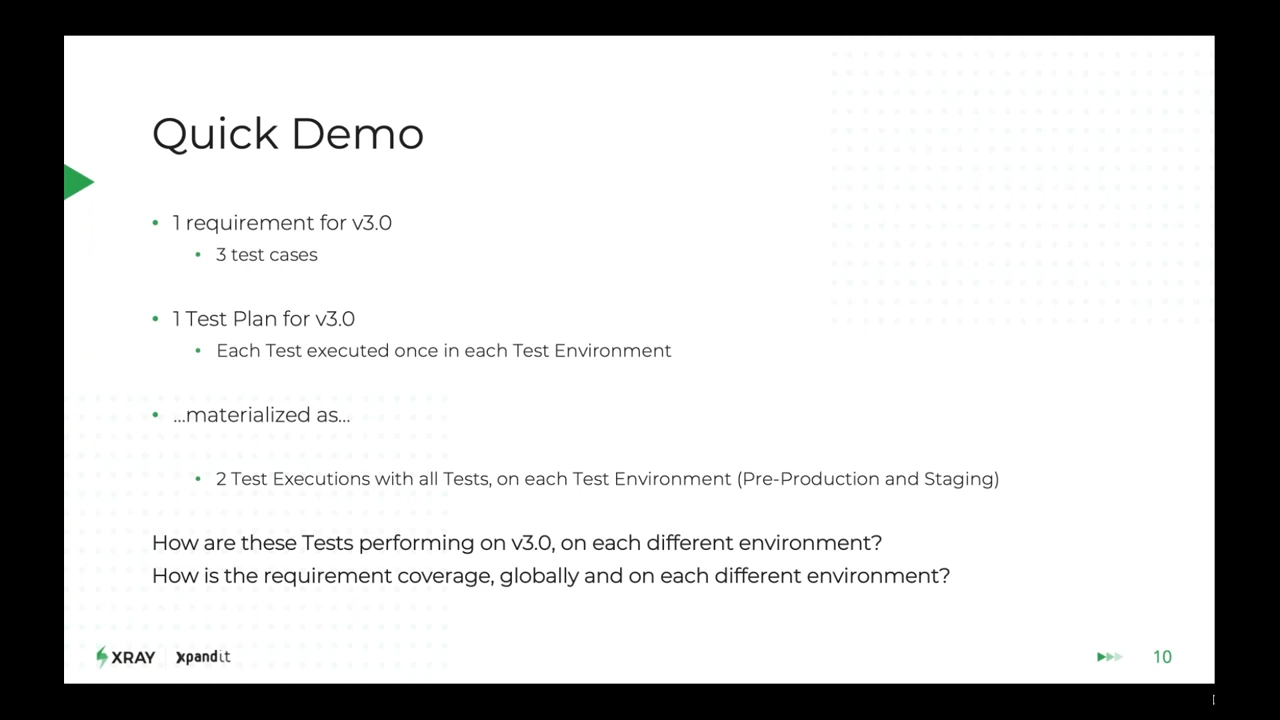 Quick Demo
• 1 requirement for v3.0
• 3 test cases
• 1 Test Plan for v3.0
• Each Test executed once in each Test Environment
• ...materialized as...
• 2 Test Executions with all Tests, on each Test Environment (Pre-Production and Staging)
How are these Tests performing on v3.0, on each different environment?
How is the requirement coverage, globally and on each different environment?
XRAY xpandit
10